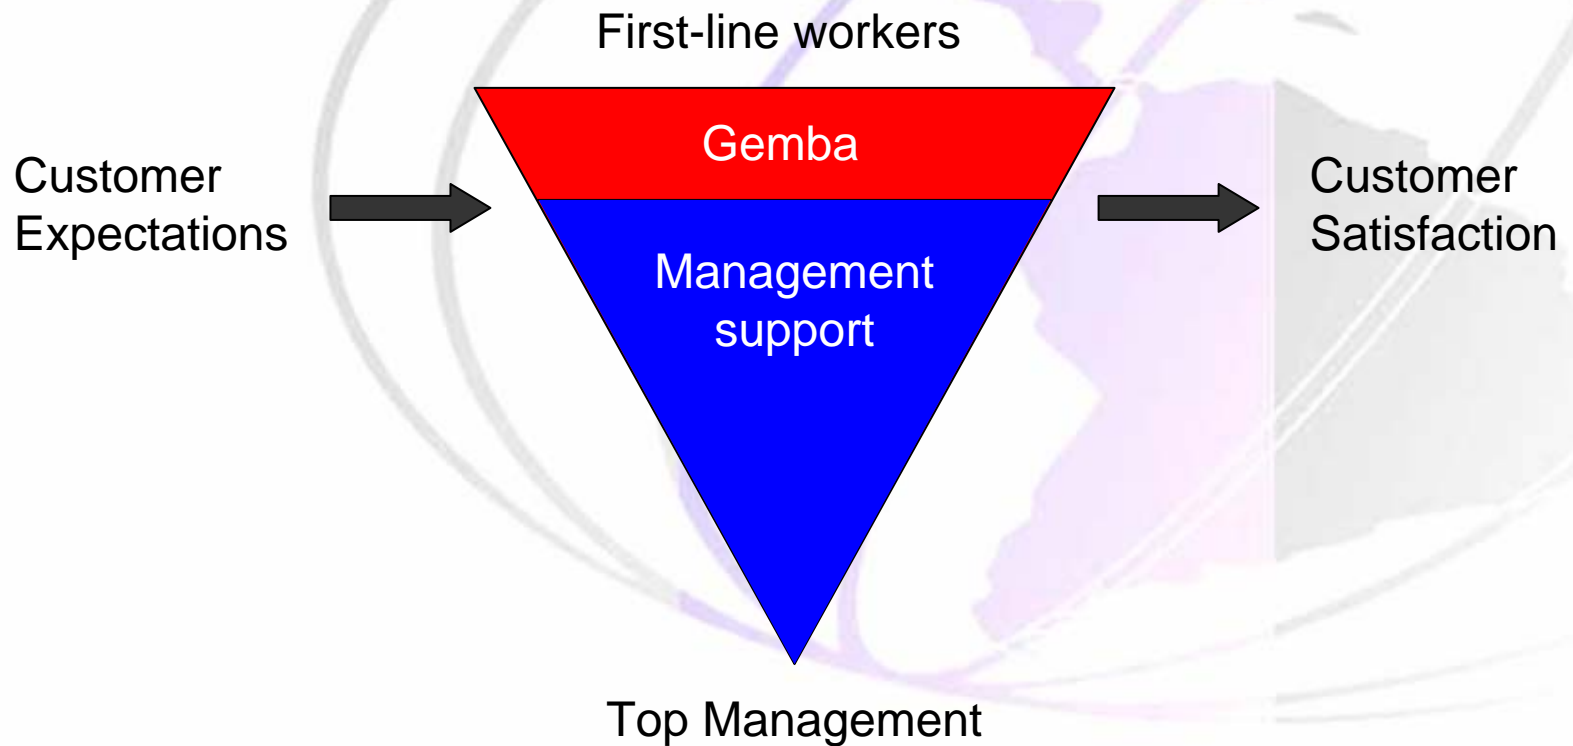 First-line workers
Gemba
Customer
Expectations
Management
support
Customer
Satisfaction
Top Management